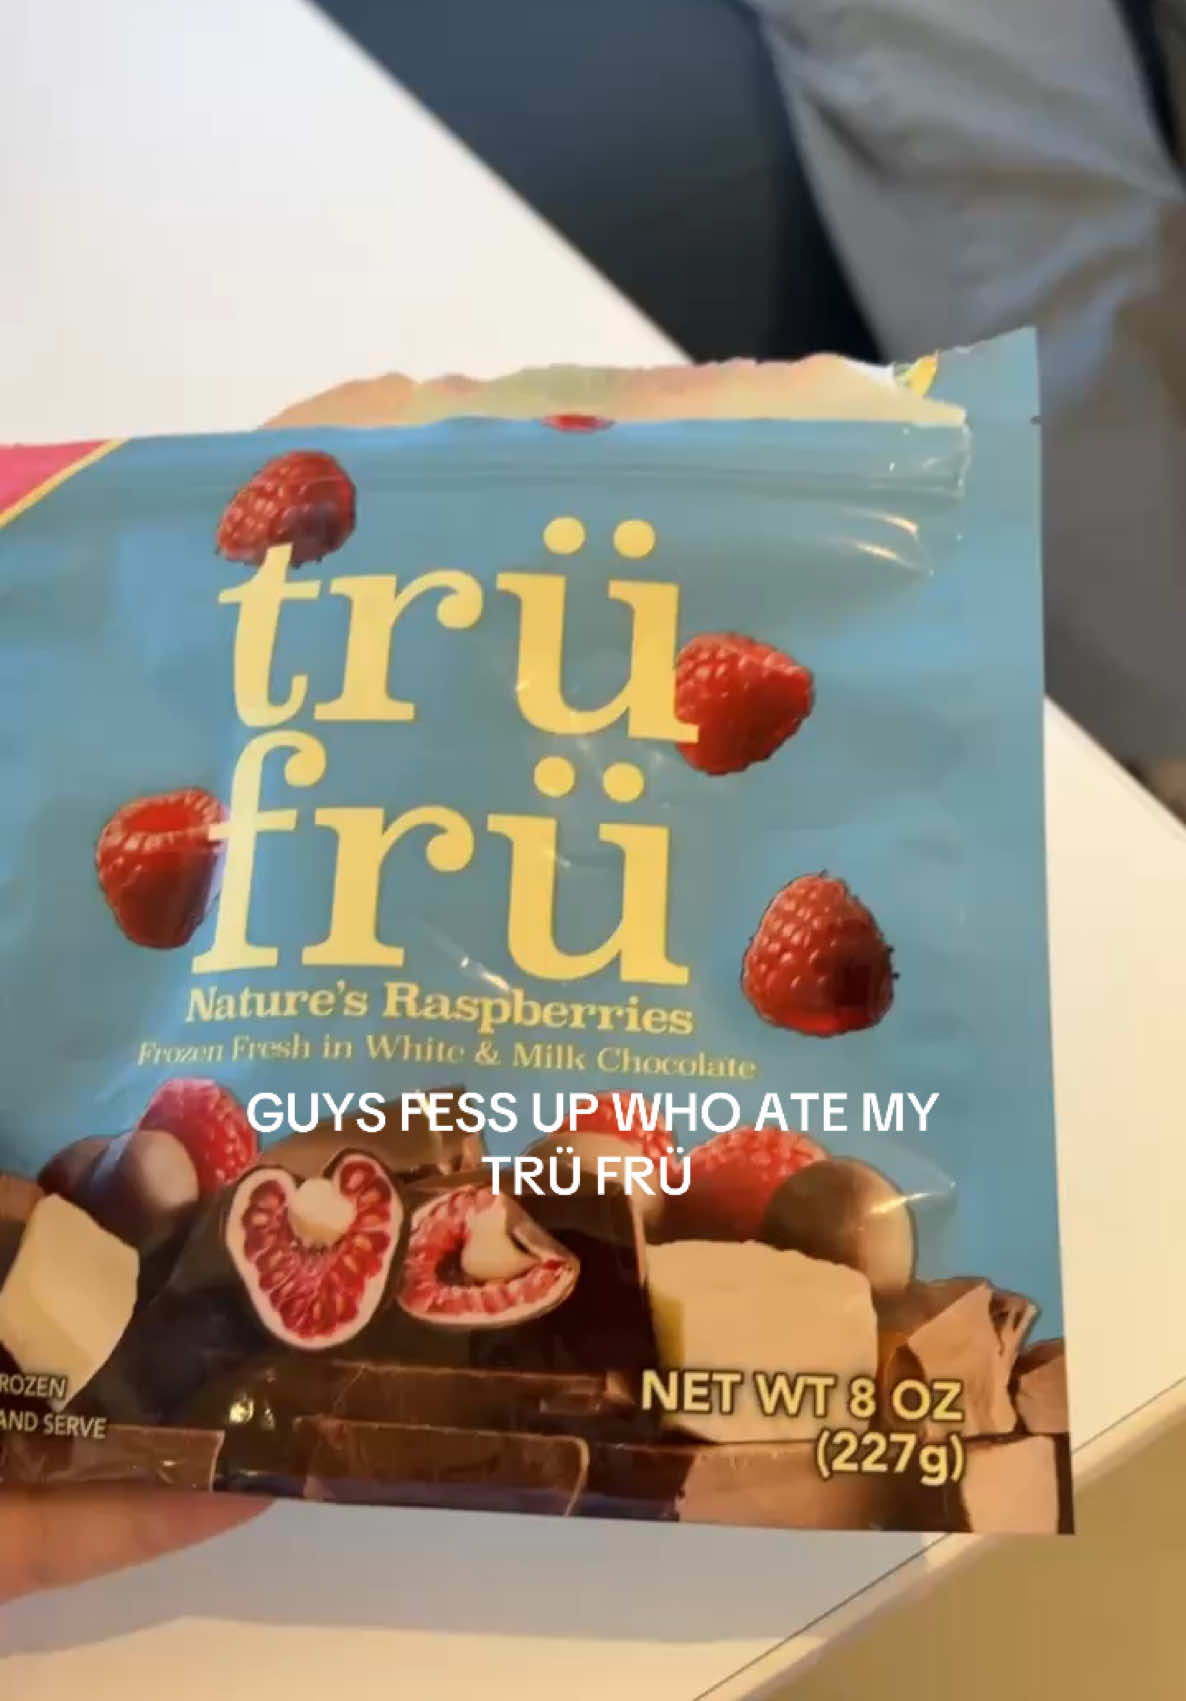 trü
frü
Nature's Raspberries
Frozen Fresh in White & Milk Chocolate
GUYS FESS UP WHO ATE MY
TRÜ FRÜ
ROZEN
AND SERVE
NET WT 8 OZ
(227g)